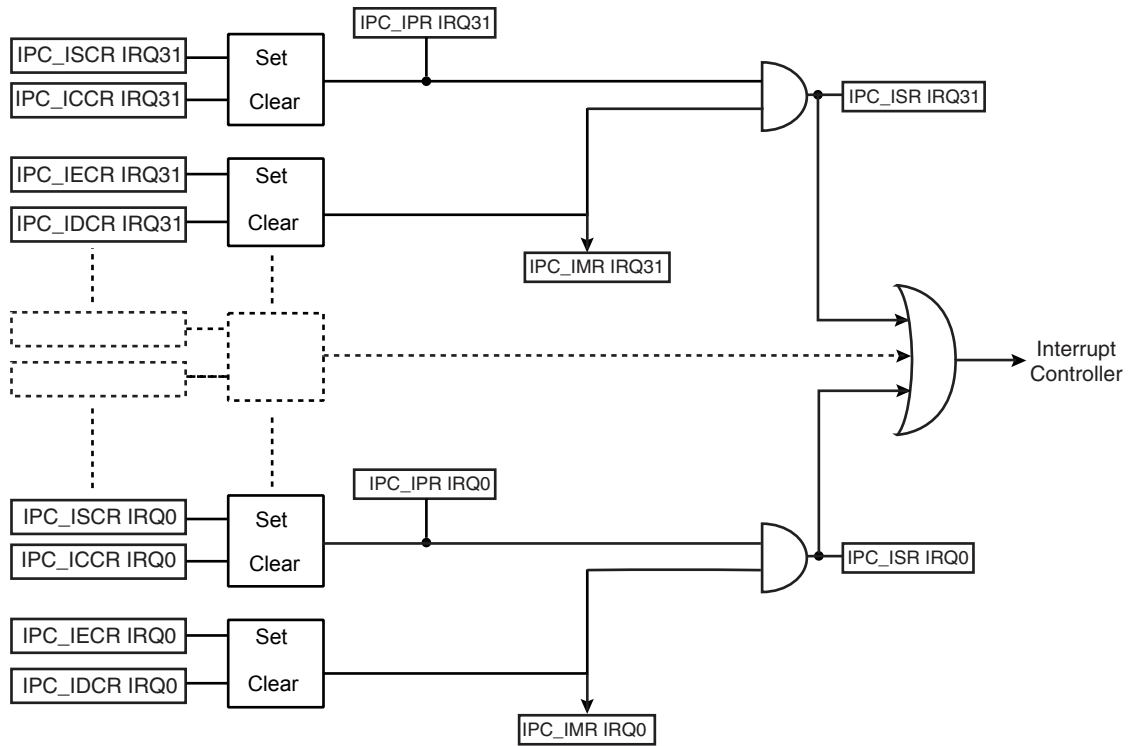 IPC_IPR IRQ31
IPC_ISCR IRQ31
Set
IPC_ICCR IRQ31
Clear
IPC_ISR IRQ31
IPC_IECR IRQ31
Set
IPC_IDCR IRQ31
Clear
IPC_IMR IRQ31
Interrupt
Controller
IPC_IPR IRQ0
IPC_ISCR IRQ0
Set
IPC_ICCR IRQ0
Clear
IPC_ISR IRQ0
IPC_IECR IRQ0
Set
IPC_IDCR IRQ0
Clear
IPC_IMR IRQ0